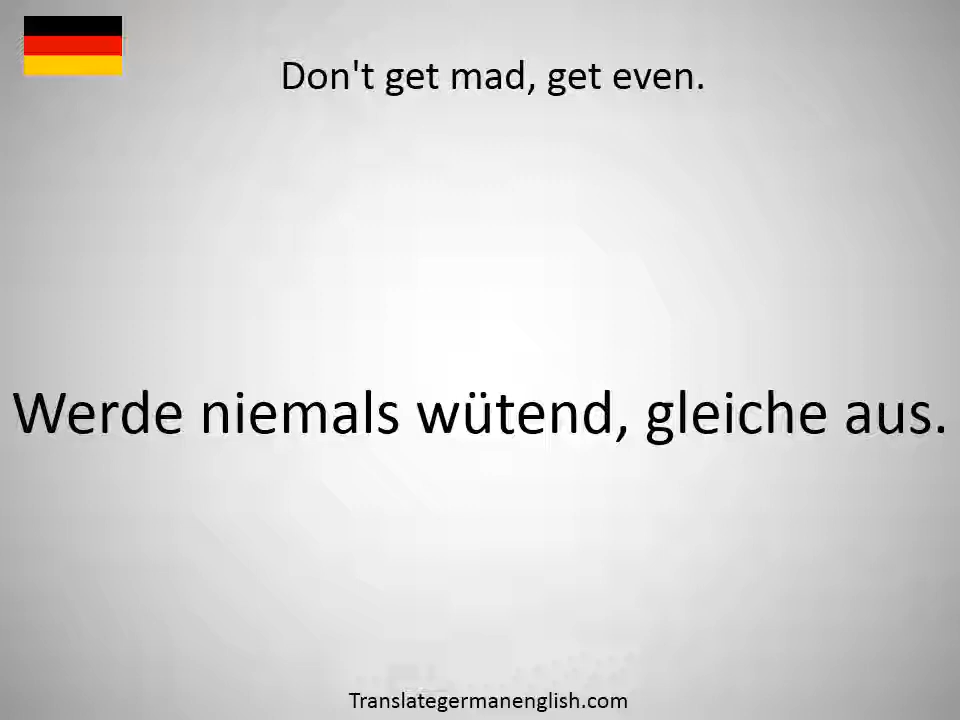 Don't get mad, get even.
Werde niemals wütend, gleiche aus.
Translategermanenglish.com